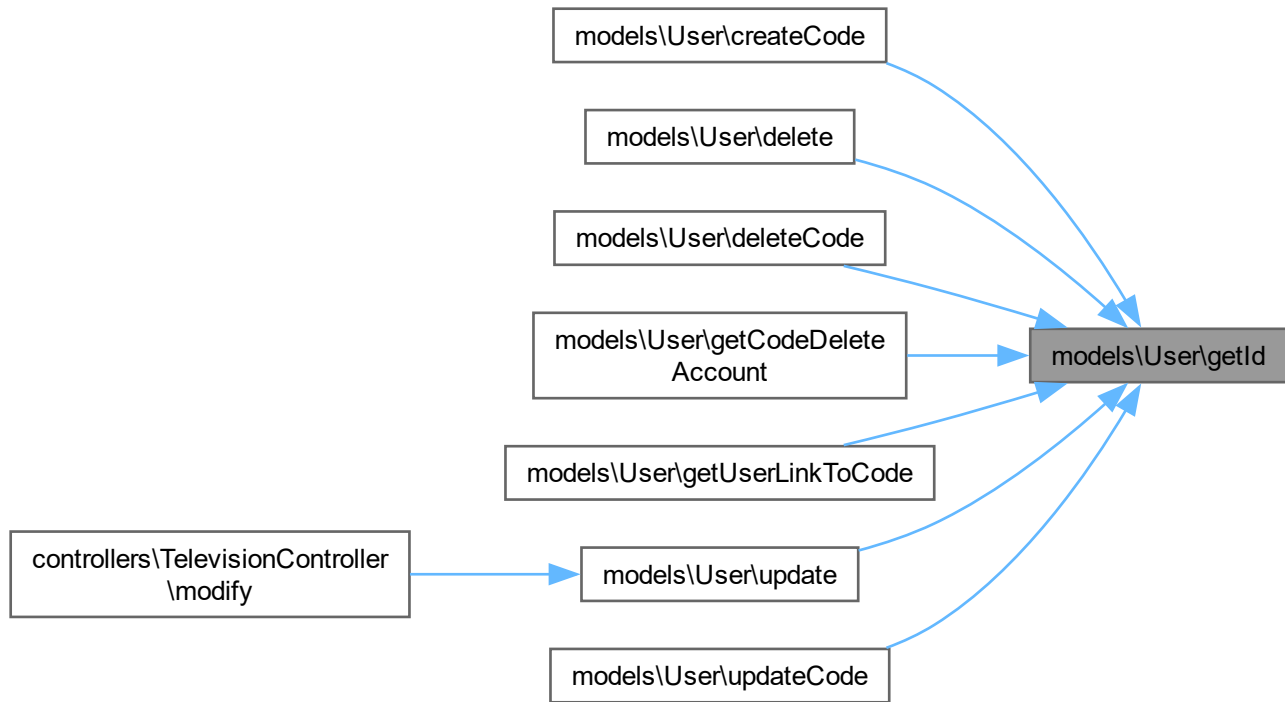 models\User\createCode
models\User\delete
models\User\deleteCode
models\User\getCodeDelete
Account
models\User\getId
models\User\getUserLinkToCode
controllers\TelevisionController
\modify
models\User\update
models\User\updateCode